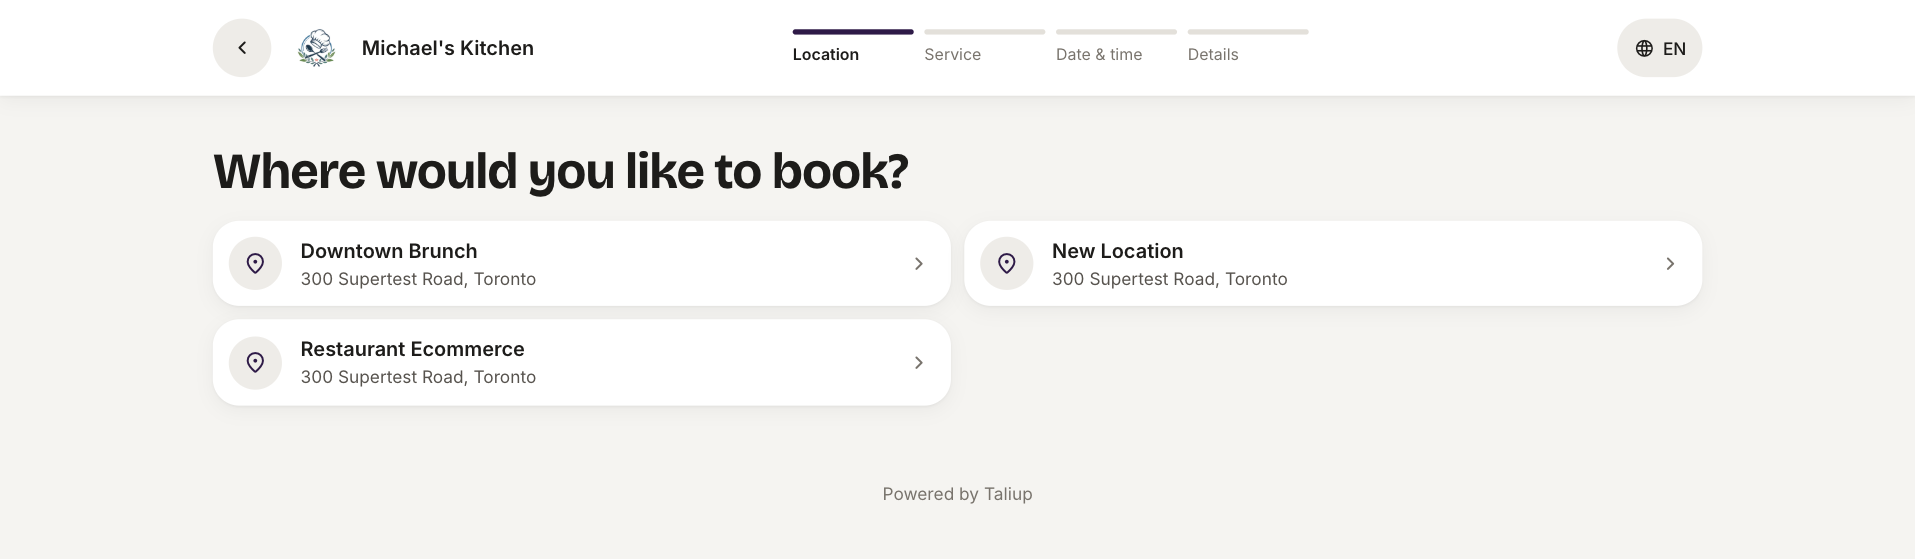 Michael's Kitchen
Location
Service
Date & time
Details
EN
Where would you like to book?
Downtown Brunch
300 Supertest Road, Toronto
New Location
300 Supertest Road, Toronto
Restaurant Ecommerce
300 Supertest Road, Toronto
Powered by Taliup